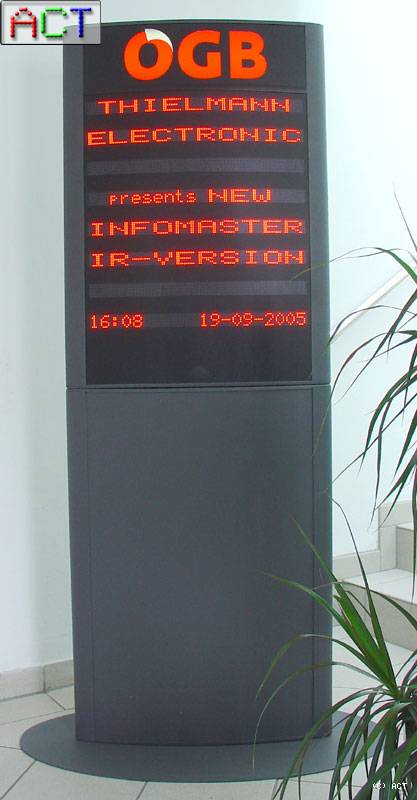 ACT
ÖGB
THIELMANN
ELECTRONIC
presents NEW
INFOMASTER
IR-VERSION
16:08 19-09-2005
(c) ACT